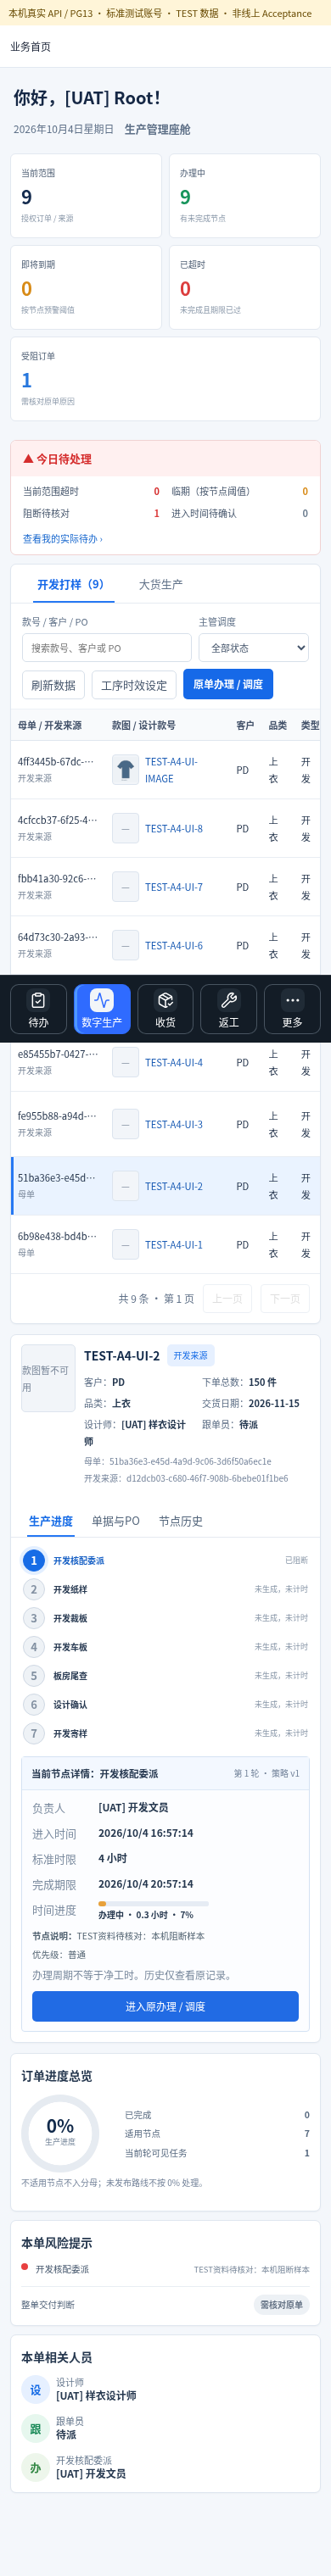 本机真实 API / PG13 · 标准测试账号 · TEST 数据 · 非线上 Acceptance
业务首页
你好，[UAT] Root！
2026年10月4日星期日 生产管理座舱
当前范围
9
授权订单 / 来源
办理中
9
有未完成节点
即将到期
0
按节点预警阈值
已超时
0
未完成且期限已过
受阻订单
1
需核对原单原因
▲ 今日待处理
当前范围超时 0 临期（按节点阈值） 0
阻断待核对 1 进入时间待确认 0
查看我的实际待办 ›
开发打样（9） 大货生产
款号 / 客户 / PO 主管调度
搜索款号、客户或 PO 全部状态
刷新数据 工序时效设定 原单办理 / 调度
母单 / 开发来源 款图 / 设计款号 客户 品类 类型
4ff3445b-67dc-…
开发来源
TEST-A4-UI-
IMAGE
PD
上
衣
开
发
4cfccb37-6f25-4…
开发来源
—
TEST-A4-UI-8
PD
上
衣
开
发
fbb41a30-92c6-…
开发来源
—
TEST-A4-UI-7
PD
上
衣
开
发
64d73c30-2a93-…
开发来源
—
TEST-A4-UI-6
PD
上
衣
开
发
待办 数字生产 收货 返工 更多
e85455b7-0427-…
开发来源
—
TEST-A4-UI-4
PD
上
衣
开
发
fe955b88-a94d-…
开发来源
—
TEST-A4-UI-3
PD
上
衣
开
发
51ba36e3-e45d…
母单
—
TEST-A4-UI-2
PD
上
衣
开
发
6b98e438-bd4b…
母单
—
TEST-A4-UI-1
PD
上
衣
开
发
共 9 条 · 第 1 页 上一页 下一页
款图暂不可
用
TEST-A4-UI-2 开发来源
客户：PD 下单总数：150 件
品类：上衣 交货日期：2026-11-15
设计师：[UAT] 样衣设计
师
跟单员：待派
母单：51ba36e3-e45d-4a9d-9c06-3d6f50a6ec1e
开发来源：d12dcb03-c680-46f7-908b-6bebe01f1be6
生产进度 单据与PO 节点历史
1 开发核配委派 已阻断
2 开发纸样 未生成，未计时
3 开发裁板 未生成，未计时
4 开发车板 未生成，未计时
5 板房尾查 未生成，未计时
6 设计确认 未生成，未计时
7 开发寄样 未生成，未计时
当前节点详情：开发核配委派 第 1 轮 · 策略 v1
负责人 [UAT] 开发文员
进入时间 2026/10/4 16:57:14
标准时限 4 小时
完成期限 2026/10/4 20:57:14
时间进度
办理中 · 0.3 小时 · 7%
节点说明：TEST资料待核对：本机阻断样本
优先级：普通
办理周期不等于净工时。历史仅查看原记录。
进入原办理 / 调度
订单进度总览
0%
生产进度
已完成 0
适用节点 7
当前轮可见任务 1
不适用节点不入分母；未发布路线不按 0% 处理。
本单风险提示
开发核配委派 TEST资料待核对：本机阻断样本
整单交付判断 需核对原单
本单相关人员
设
设计师
[UAT] 样衣设计师
跟
跟单员
待派
办
开发核配委派
[UAT] 开发文员